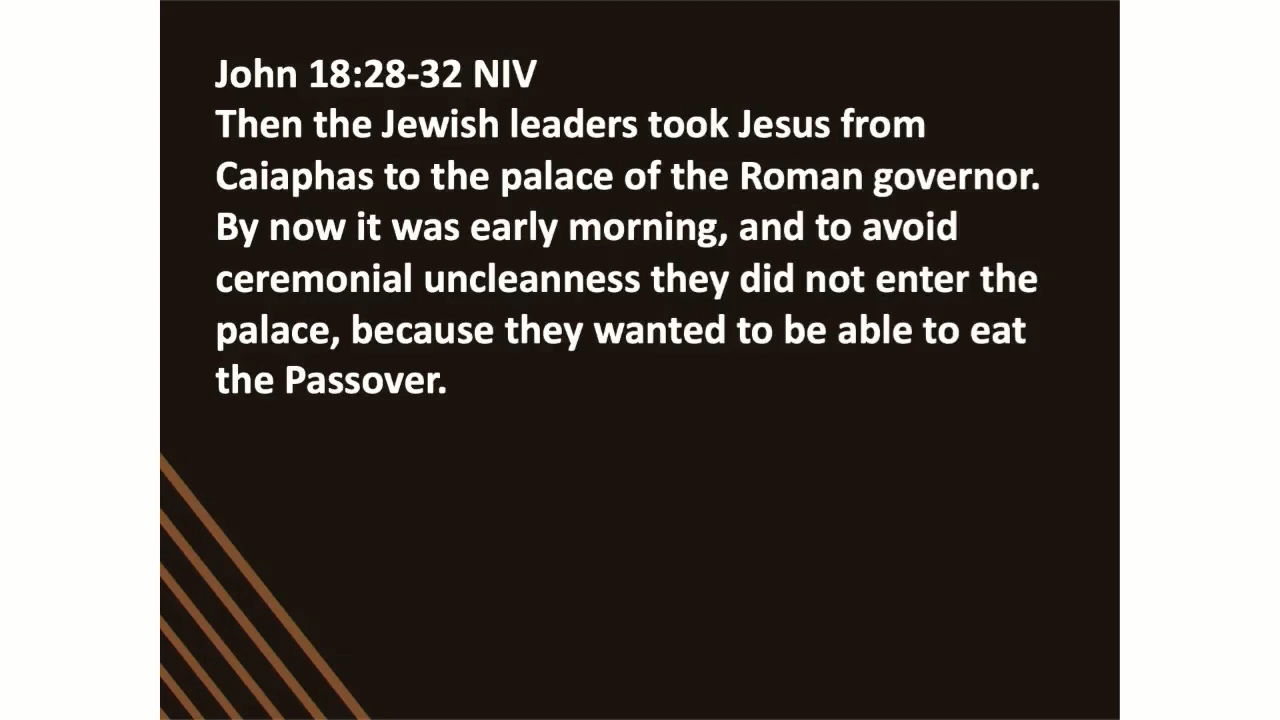 John 18:28-32 NIV
Then the Jewish leaders took Jesus from
Caiaphas to the palace of the Roman governor.
By now it was early morning, and to avoid
ceremonial uncleanness they did not enter the
palace, because they wanted to be able to eat
the Passover.